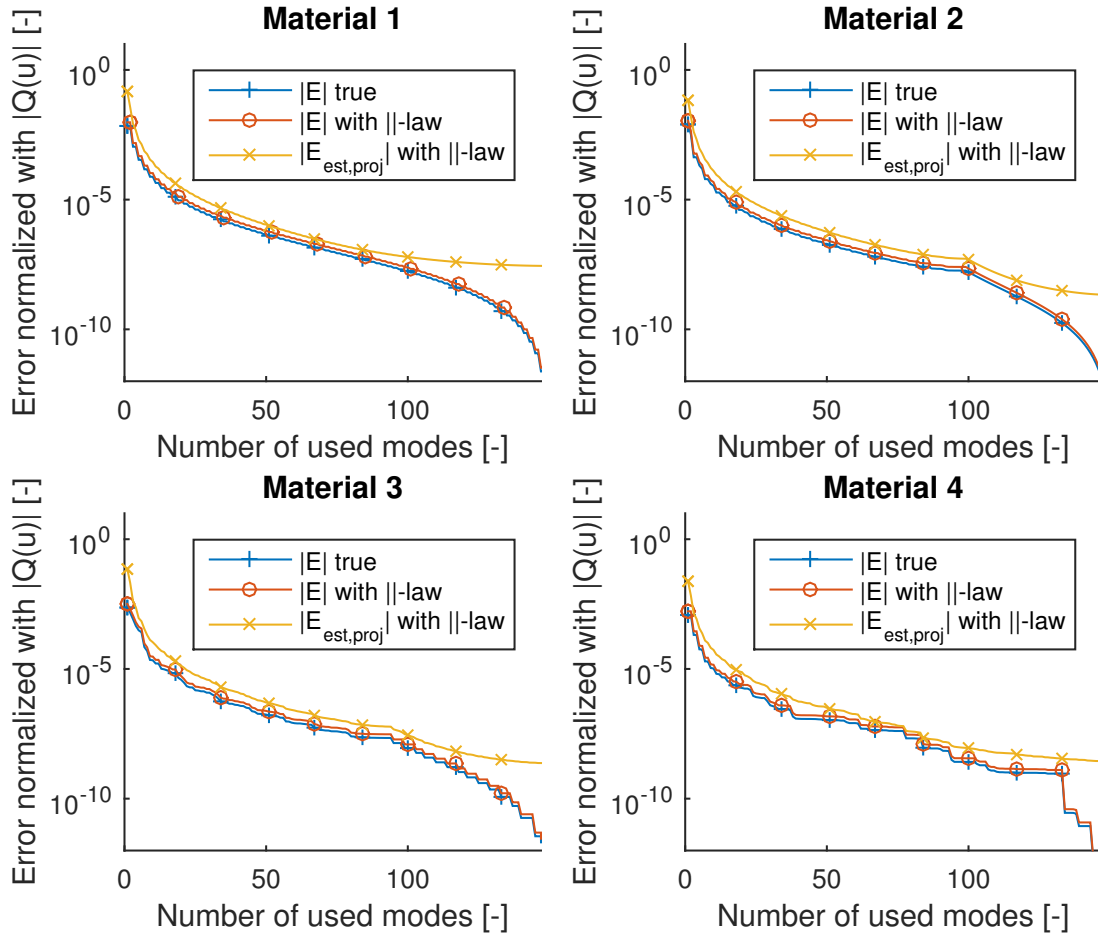 Material 1
Error normalized with |Q(u)| [-]
10^0
10^-5
10^-10
|E| true
|E| with ||-law
|E_est,proj| with ||-law
0 50 100
Number of used modes [-]
Material 2
Error normalized with |Q(u)| [-]
10^0
10^-5
10^-10
|E| true
|E| with ||-law
|E_est,proj| with ||-law
0 50 100
Number of used modes [-]
Material 3
Error normalized with |Q(u)| [-]
10^0
10^-5
10^-10
|E| true
|E| with ||-law
|E_est,proj| with ||-law
0 50 100
Number of used modes [-]
Material 4
Error normalized with |Q(u)| [-]
10^0
10^-5
10^-10
|E| true
|E| with ||-law
|E_est,proj| with ||-law
0 50 100
Number of used modes [-]